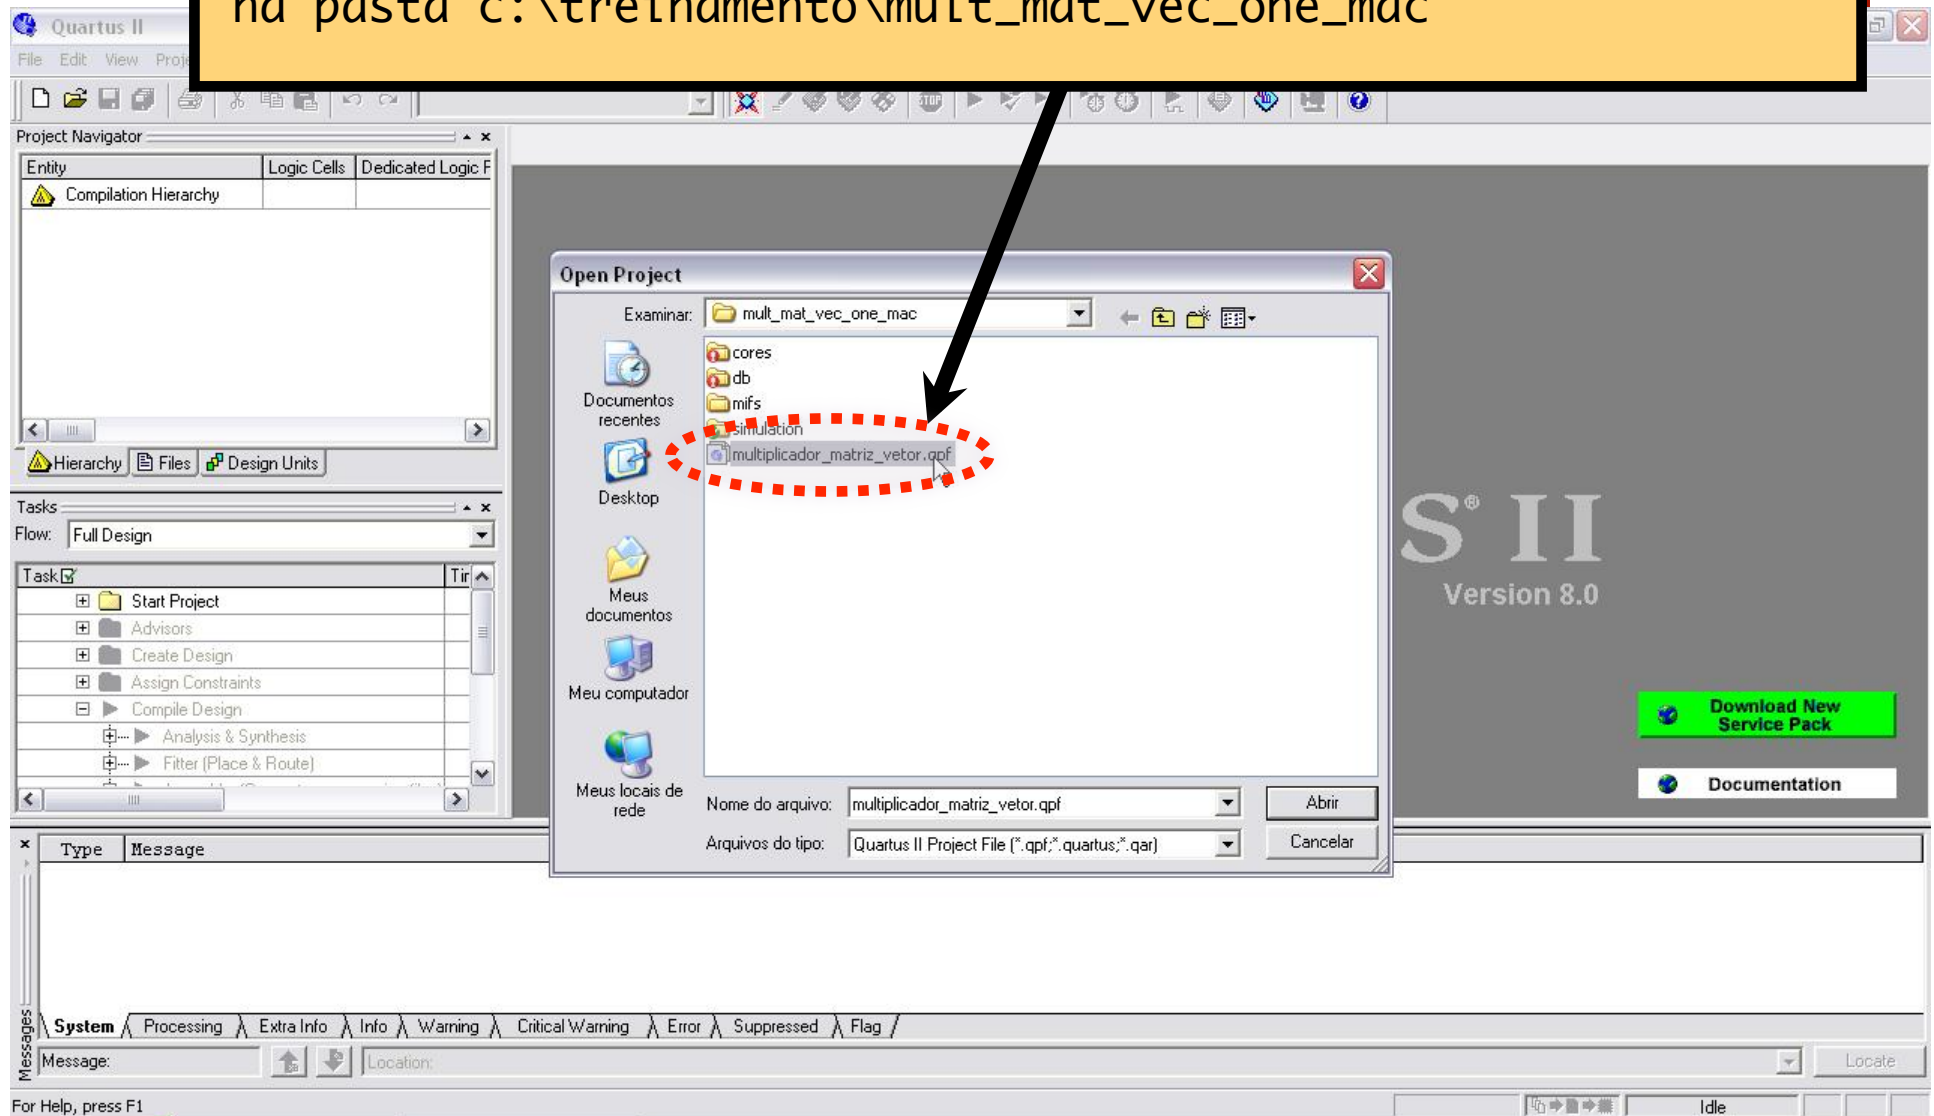 na pasta c:\treinamento\mult_mat_vec_one_mac
Quartus II
File Edit View
Project Navigator
Entity Logic Cells Dedicated Logic
Compilation Hierarchy
Hierarchy Files Design Units
Tasks
Flow: Full Design
Task
Start Project
Advisors
Create Design
Assign Constraints
Compile Design
Analysis & Synthesis
Fitter (Place & Route)
Open Project
Examinar: mult_mat_vec_one_mac
cores
db
mifs
simulation
multiplicador_matriz_vetor.qpf
Documentos
recentes
Desktop
Meus
documentos
Meu computador
Meus locais de
rede
Nome do arquivo: multiplicador_matriz_vetor.qpf Abrir
Arquivos do tipo: Quartus II Project File (*.qpf;*.quartus;*.qar) Cancelar
S® II
Version 8.0
Download New
Service Pack
Documentation
Type Message
System Processing Extra Info Info Warning Critical Warning Error Suppressed Flag
Messages
Message: Location: Locate
For Help, press F1 Idle